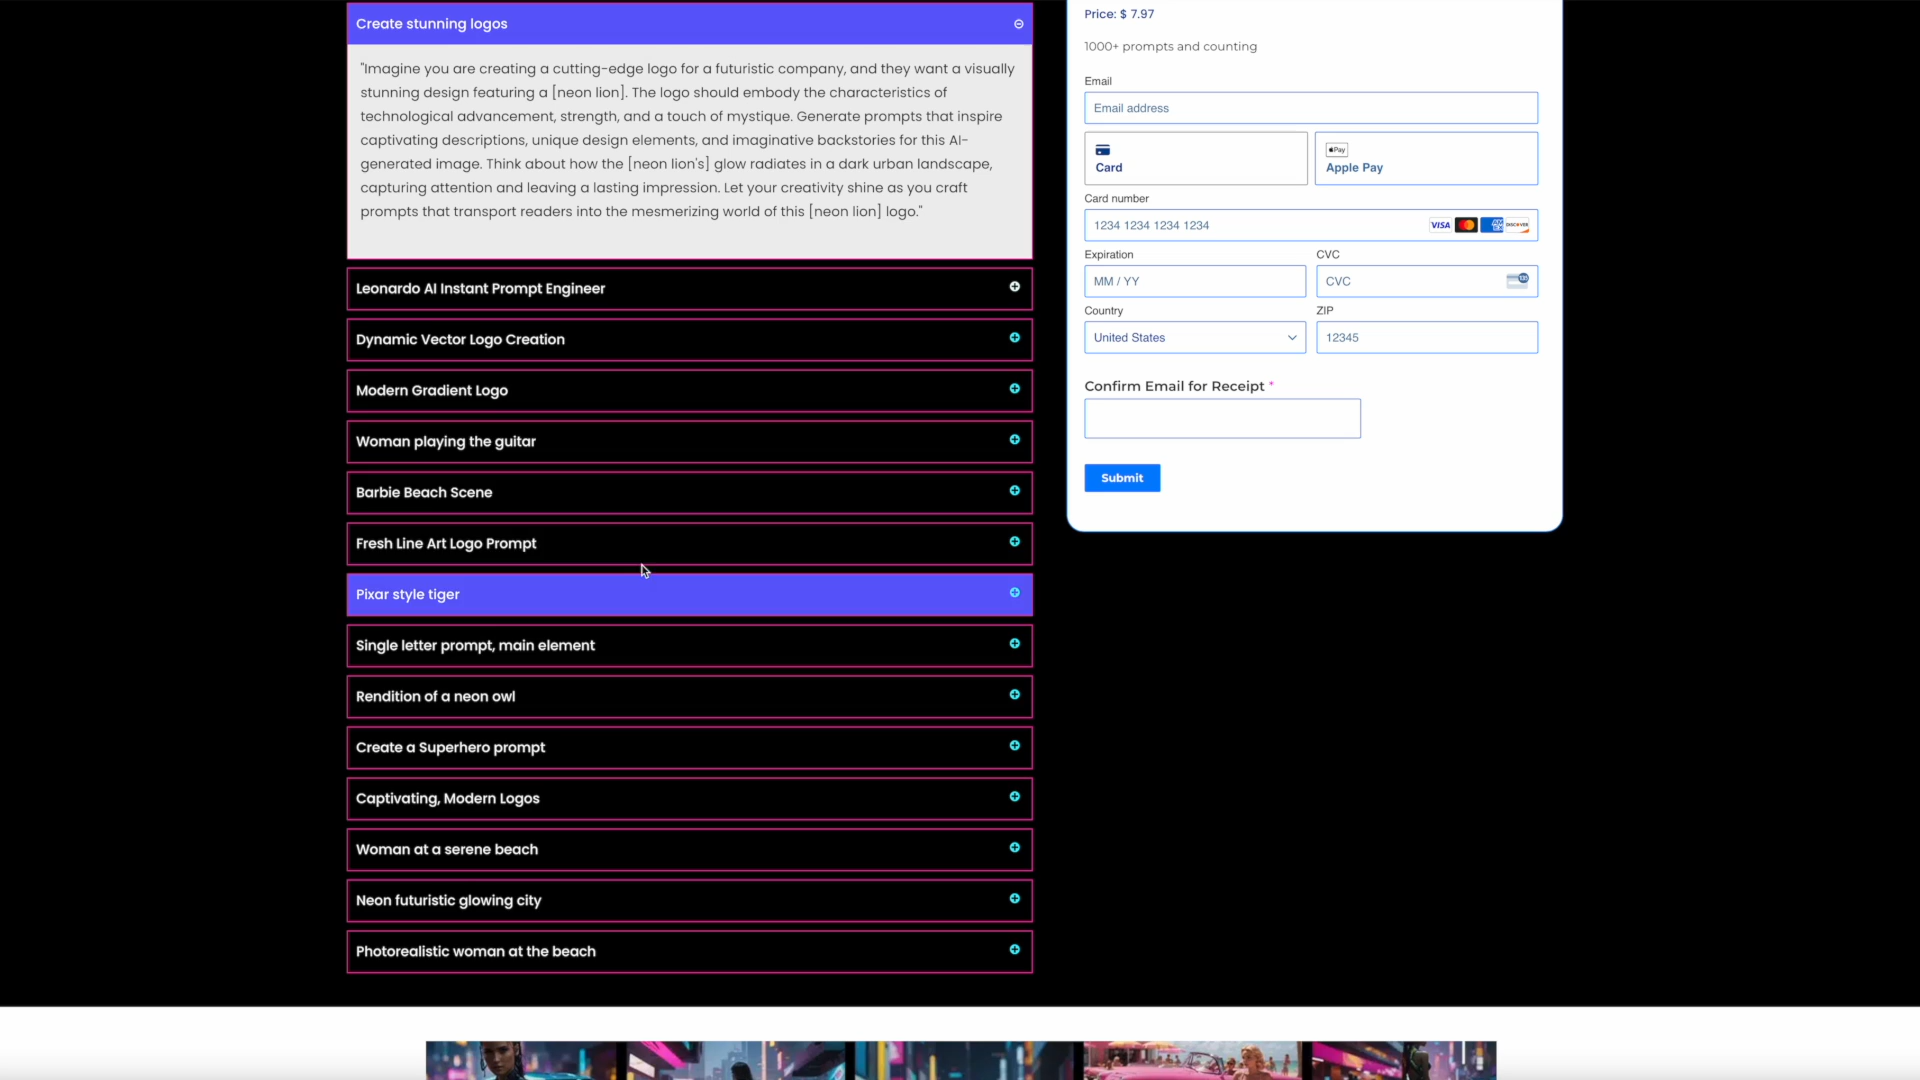 Create stunning logos
"Imagine you are creating a cutting-edge logo for a futuristic company, and they want a visually
stunning design featuring a [neon lion]. The logo should embody the characteristics of
technological advancement, strength, and a touch of mystique. Generate prompts that inspire
captivating descriptions, unique design elements, and imaginative backstories for this AI-
generated image. Think about how the [neon lion's] glow radiates in a dark urban landscape,
capturing attention and leaving a lasting impression. Let your creativity shine as you craft
prompts that transport readers into the mesmerizing world of this [neon lion] logo."
Leonardo AI Instant Prompt Engineer
Dynamic Vector Logo Creation
Modern Gradient Logo
Woman playing the guitar
Barbie Beach Scene
Fresh Line Art Logo Prompt
Pixar style tiger
Single letter prompt, main element
Rendition of a neon owl
Create a Superhero prompt
Captivating, Modern Logos
Woman at a serene beach
Neon futuristic glowing city
Photorealistic woman at the beach
Price: $ 7.97
1000+ prompts and counting
Email
Email address
Pay
Card
Apple Pay
Card number
1234 1234 1234 1234
VISA
AM EX
DISCOVER
Expiration
CVC
MM / YY
CVC
Country
ZIP
United States
12345
Confirm Email for Receipt *
Submit